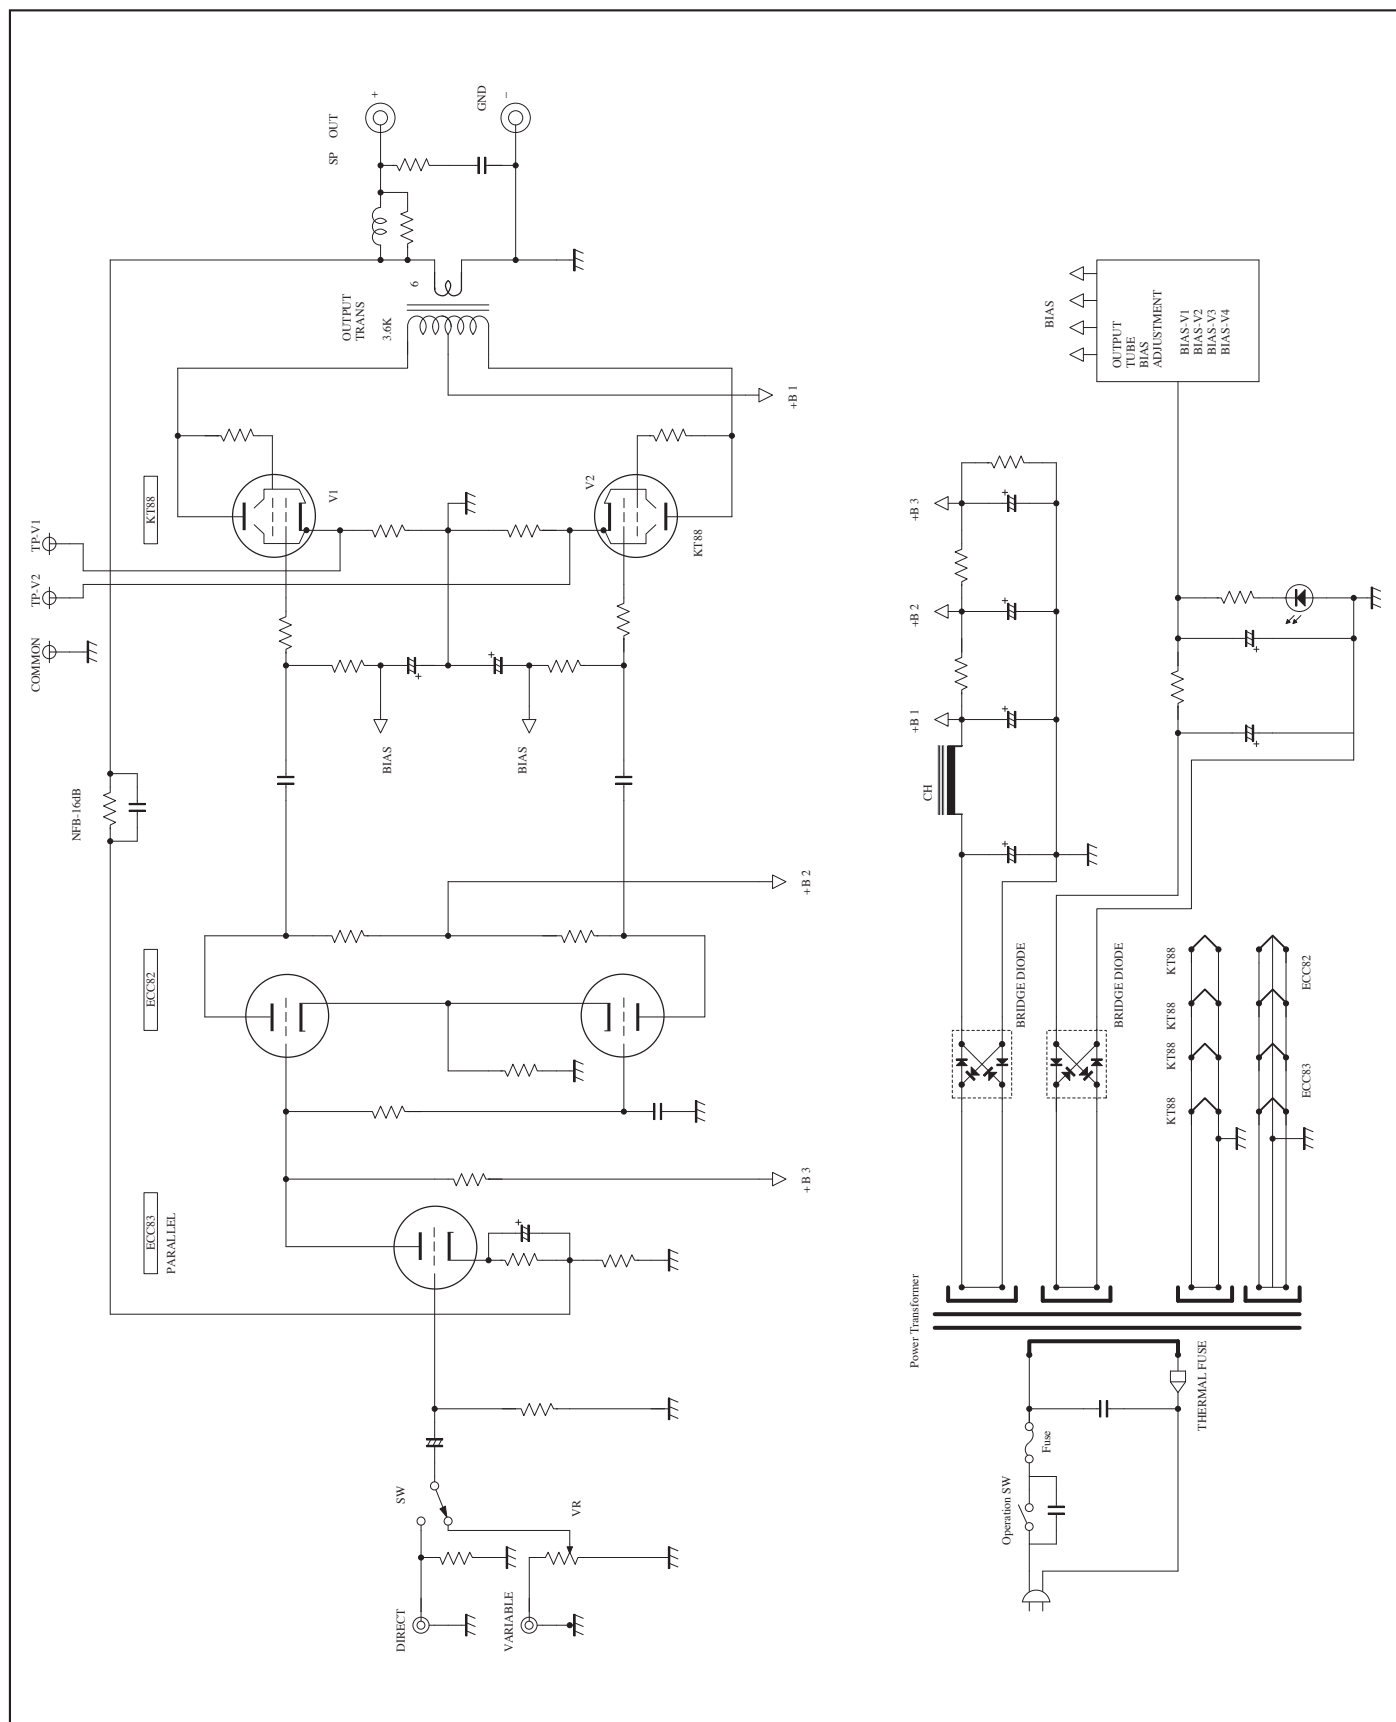 DIRECT
VARIABLE
SW
VR
ECC83
PARALLEL
+B 3
ECC82
+B 2
NFB-16dB
BIAS
BIAS
COMMON
TP-V2
TP-V1
KT88
V1
V2
KT88
+B 1
OUTPUT
TRANS
3.6K
6
SP OUT
+
GND
−
Operation SW
Fuse
THERMAL FUSE
Power Transformer
BRIDGE DIODE
BRIDGE DIODE
KT88
KT88
KT88
KT88
ECC83
ECC82
CH
+B 1
+B 2
+B 3
+
+
+
+
+
+
+
+
+
BIAS
OUTPUT
TUBE
BIAS
ADJUSTMENT
BIAS-V1
BIAS-V2
BIAS-V3
BIAS-V4